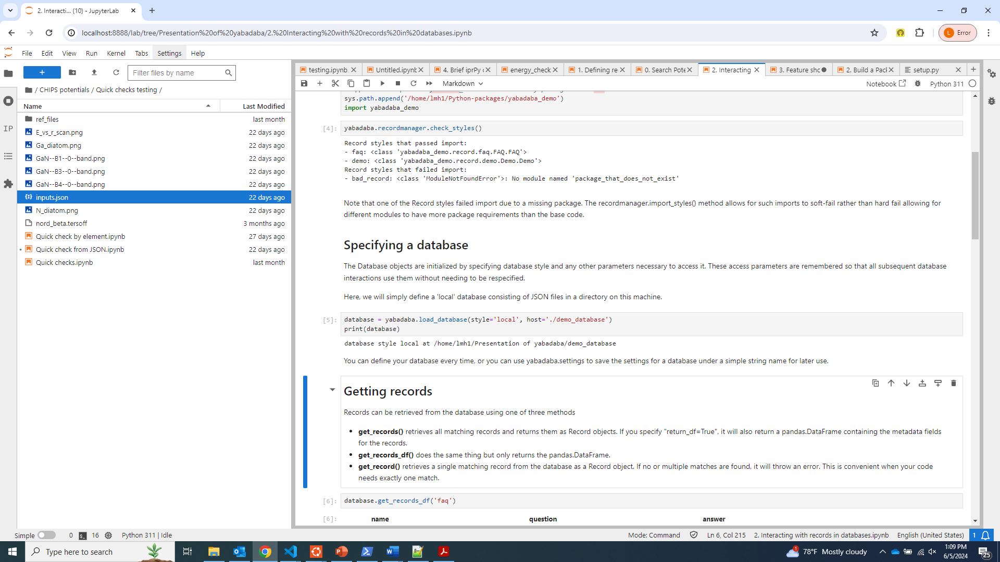 2. Interacti... (10) - JupyterLab
localhost:8888/lab/tree/Presentation%20of%20yabadaba/2.%20Interacting%20with%20records%20in%20databases.ipynb
L Error
File Edit View Run Kernel Tabs Settings Help
Filter files by name
/ CHIPS potentials / Quick checks testing /
Name Last Modified
ref_files last month
E_vs_r_scan.png 22 days ago
Ga_diatom.png 22 days ago
GaN--B1--0--band.png 22 days ago
GaN--B3--0--band.png 22 days ago
GaN--B4--0--band.png 22 days ago
inputs.json 22 days ago
N_diatom.png 22 days ago
nord_beta.tersoff 3 months ago
Quick check by element.ipynb 27 days ago
Quick check from JSON.ipynb 22 days ago
Quick checks.ipynb last month
IP
testing.ipynb Untitled.ipynb 4. Brief iprPy energy_check 1. Defining re 0. Search Pote 2. Interacting 3. Feature sho 2. Build a Pack setup.py
Markdown Notebook Python 311
sys.path.append('/home/lmh1/Python-packages/yabadaba_demo')
import yabadaba_demo
[4]: yabadaba.recordmanager.check_styles()
Record styles that passed import:
- faq: <class 'yabadaba_demo.record.faq.FAQ.FAQ'>
- demo: <class 'yabadaba_demo.record.demo.Demo.Demo'>
Record styles that failed import:
- bad_record: <class 'ModuleNotFoundError'>: No module named 'package_that_does_not_exist'
Note that one of the Record styles failed import due to a missing package. The recordmanager.import_styles() method allows for such imports to soft-fail rather than hard fail allowing for
different modules to have more package requirements than the base code.
Specifying a database
The Database objects are initialized by specifying database style and any other parameters necessary to access it. These access parameters are remembered so that all subsequent database
interactions use them without needing to be respecified.
Here, we will simply define a 'local' database consisting of JSON files in a directory on this machine.
[5]: database = yabadaba.load_database(style='local', host='./demo_database')
print(database)
database style local at /home/lmh1/Presentation of yabadaba/demo_database
You can define your database every time, or you can use yabadaba.settings to save the settings for a database under a simple string name for later use.
Getting records
Records can be retrieved from the database using one of three methods
• get_records() retrieves all matching records and returns them as Record objects. If you specify "return_df=True", it will also return a pandas.DataFrame containing the metadata fields
for the records.
• get_records_df() does the same thing but only returns the pandas.DataFrame.
• get_record() retrieves a single matching record from the database as a Record object. If no or multiple matches are found, it will throw an error. This is convenient when your code
needs exactly one match.
[6]: database.get_records_df('faq')
[6]: name question answer
Simple 0 16 Python 311 | Idle Mode: Command Ln 6, Col 215 2. Interacting with records in databases.ipynb English (United States) 1
Type here to search 1 78°F Mostly cloudy 1:09 PM
6/5/2024 25